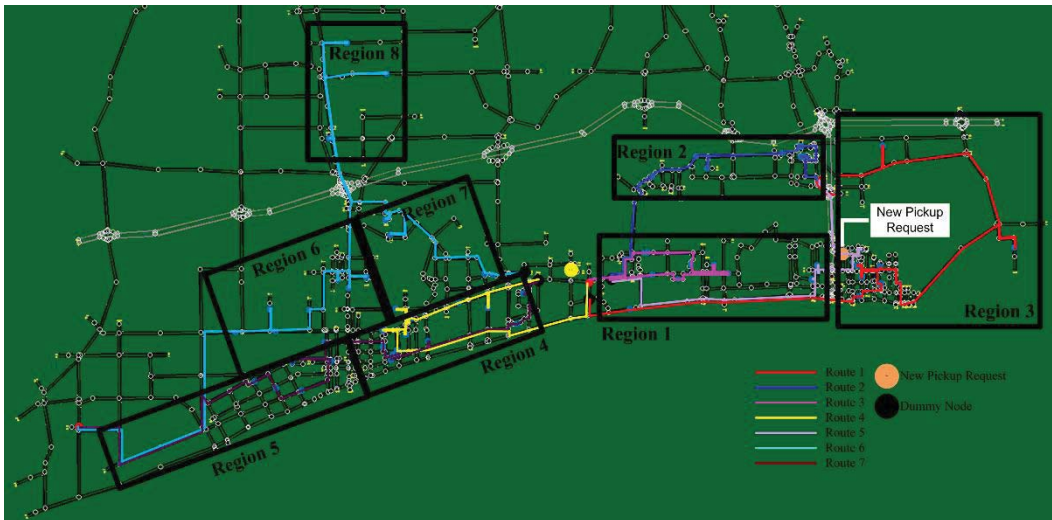 Region 8
Region 2
Region 7
New Pickup
Request
Region 6
Region 3
Region 1
Region 4
Route 1
New Pickup Request
Route 2
Route 3
Route 4
Dummy Node
Route 5
Region 5
Route 6
Route 7